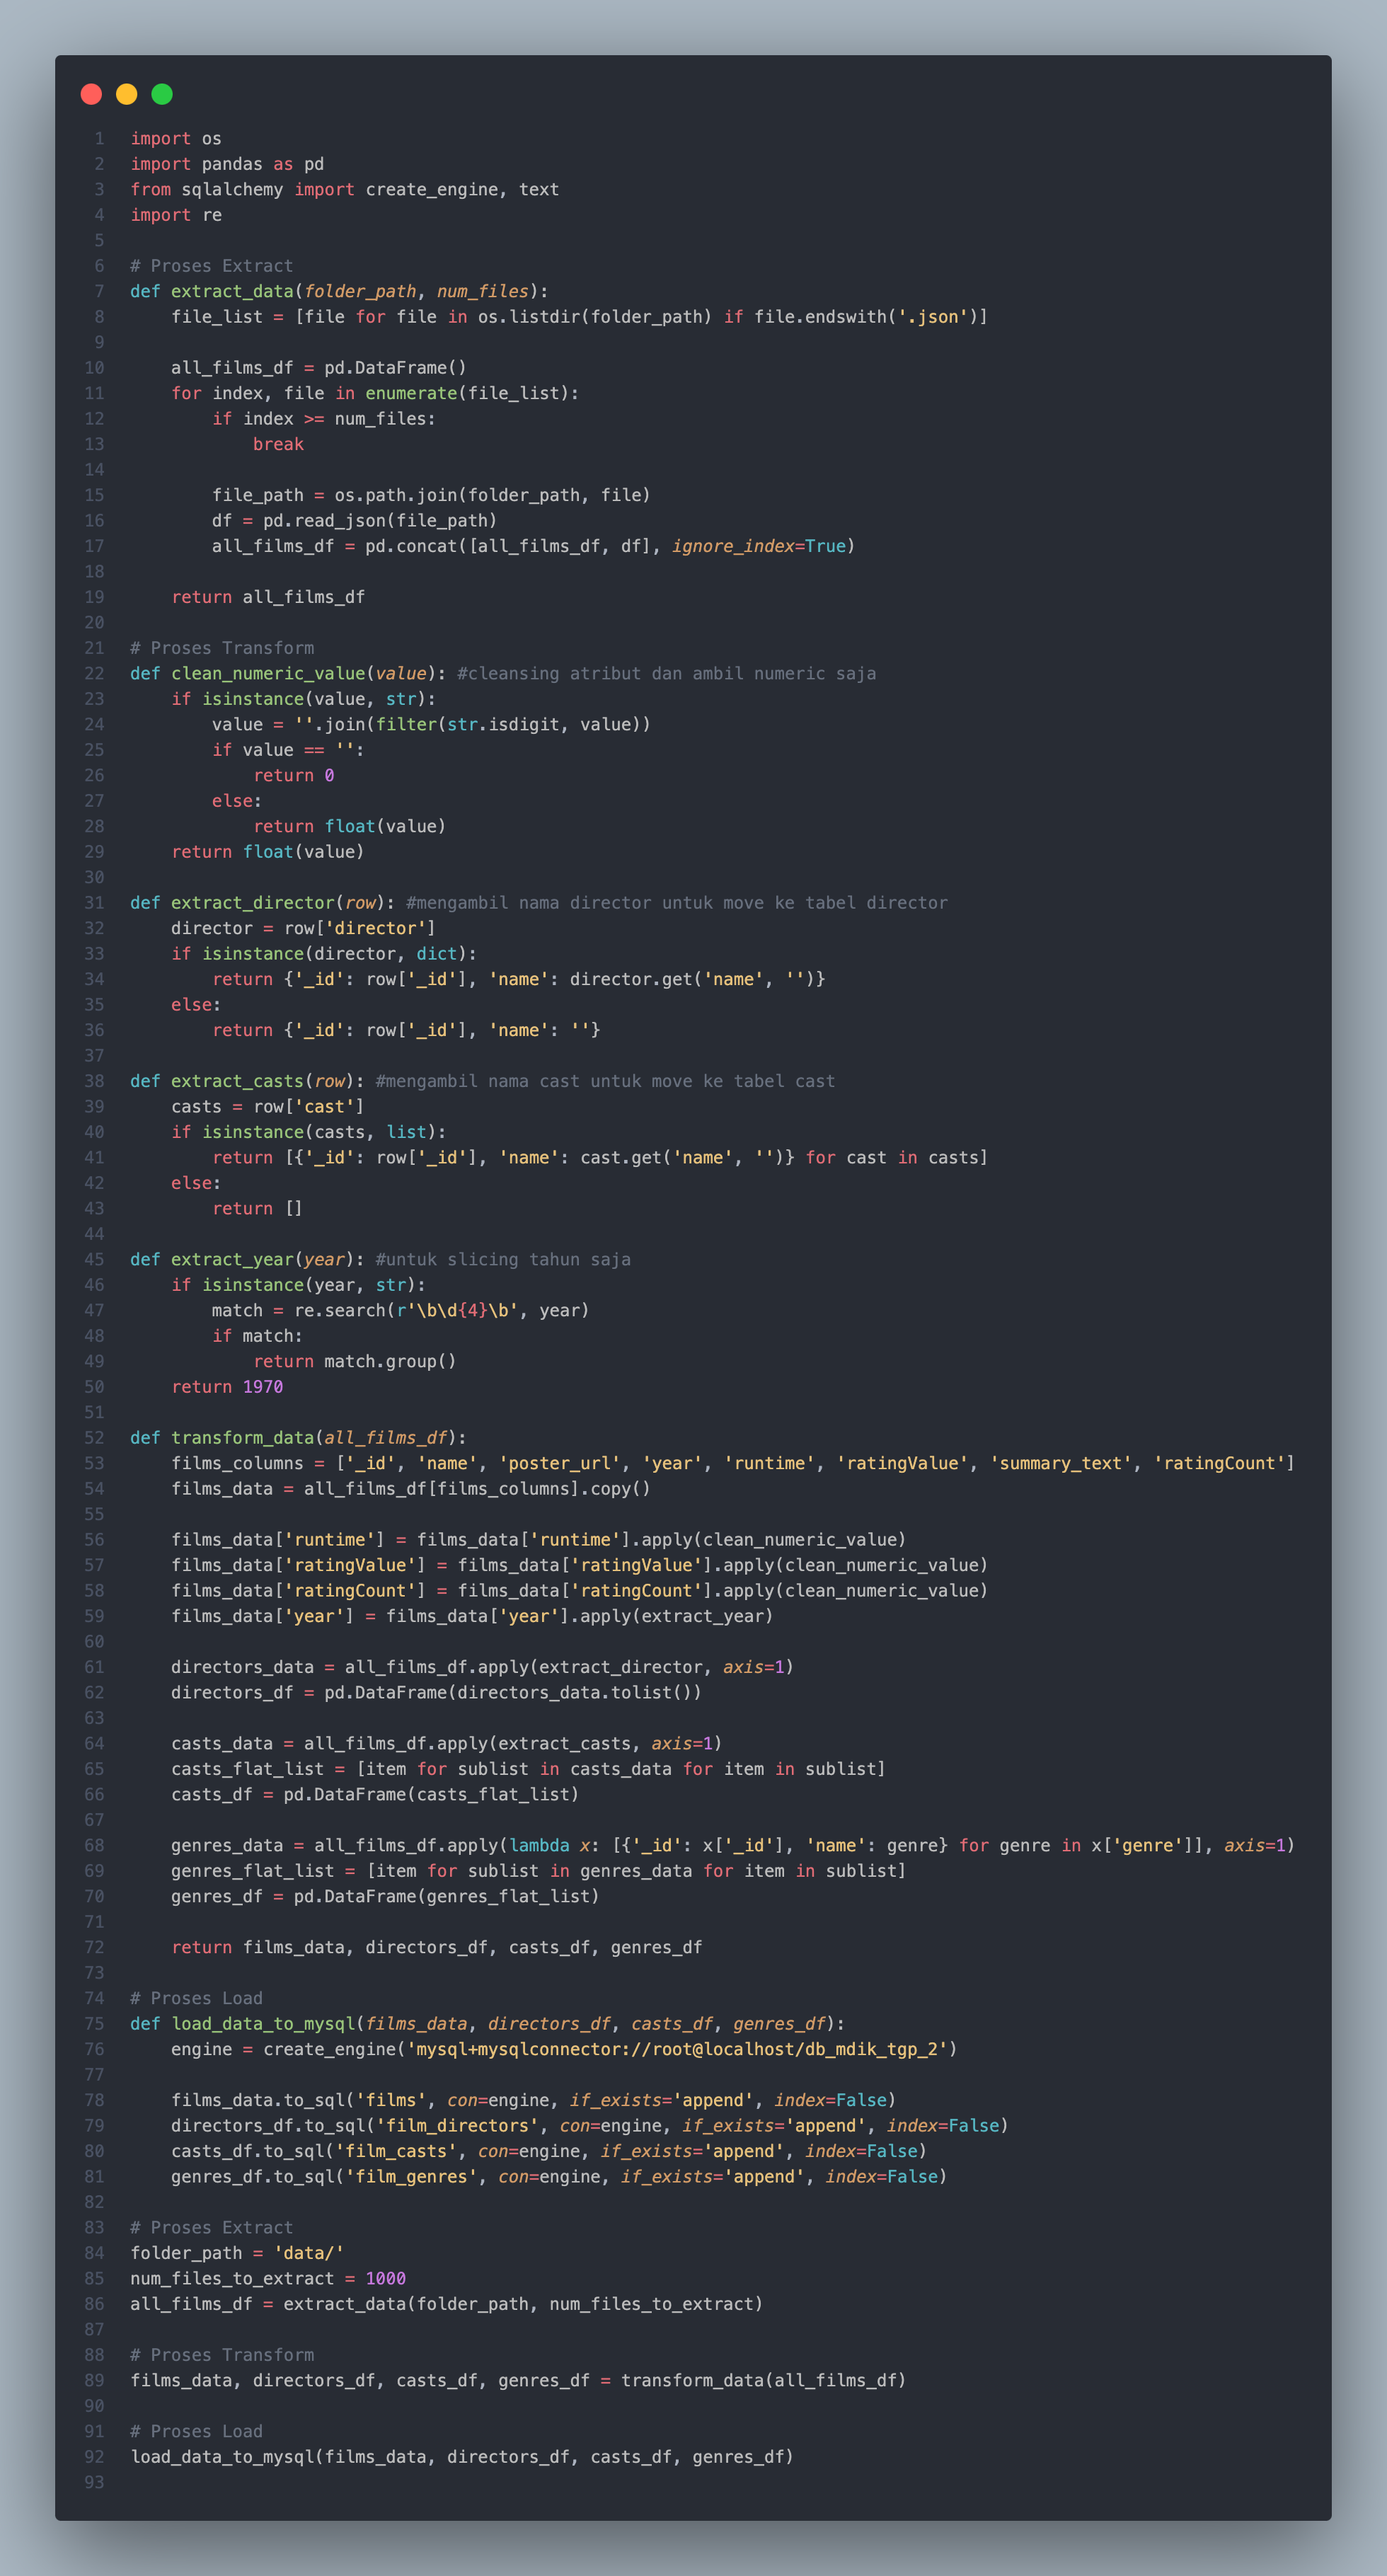 1 import os
2 import pandas as pd
3 from sqlalchemy import create_engine, text
4 import re
5
6 # Proses Extract
7 def extract_data(folder_path, num_files):
8     file_list = [file for file in os.listdir(folder_path) if file.endswith('.json')]
9
10     all_films_df = pd.DataFrame()
11     for index, file in enumerate(file_list):
12         if index >= num_files:
13             break
14
15         file_path = os.path.join(folder_path, file)
16         df = pd.read_json(file_path)
17         all_films_df = pd.concat([all_films_df, df], ignore_index=True)
18
19     return all_films_df
20
21 # Proses Transform
22 def clean_numeric_value(value): #cleansing atribut dan ambil numeric saja
23     if isinstance(value, str):
24         value = ''.join(filter(str.isdigit, value))
25         if value == '':
26             return 0
27         else:
28             return float(value)
29     return float(value)
30
31 def extract_director(row): #mengambil nama director untuk move ke tabel director
32     director = row['director']
33     if isinstance(director, dict):
34         return {'_id': row['_id'], 'name': director.get('name', '')}
35     else:
36         return {'_id': row['_id'], 'name': ''}
37
38 def extract_casts(row): #mengambil nama cast untuk move ke tabel cast
39     casts = row['cast']
40     if isinstance(casts, list):
41         return [{'_id': row['_id'], 'name': cast.get('name', '')} for cast in casts]
42     else:
43         return []
44
45 def extract_year(year): #untuk slicing tahun saja
46     if isinstance(year, str):
47         match = re.search(r'\b\d{4}\b', year)
48         if match:
49             return match.group()
50     return 1970
51
52 def transform_data(all_films_df):
53     films_columns = ['_id', 'name', 'poster_url', 'year', 'runtime', 'ratingValue', 'summary_text', 'ratingCount']
54     films_data = all_films_df[films_columns].copy()
55
56     films_data['runtime'] = films_data['runtime'].apply(clean_numeric_value)
57     films_data['ratingValue'] = films_data['ratingValue'].apply(clean_numeric_value)
58     films_data['ratingCount'] = films_data['ratingCount'].apply(clean_numeric_value)
59     films_data['year'] = films_data['year'].apply(extract_year)
60
61     directors_data = all_films_df.apply(extract_director, axis=1)
62     directors_df = pd.DataFrame(directors_data.tolist())
63
64     casts_data = all_films_df.apply(extract_casts, axis=1)
65     casts_flat_list = [item for sublist in casts_data for item in sublist]
66     casts_df = pd.DataFrame(casts_flat_list)
67
68     genres_data = all_films_df.apply(lambda x: [{'_id': x['_id'], 'name': genre} for genre in x['genre']], axis=1)
69     genres_flat_list = [item for sublist in genres_data for item in sublist]
70     genres_df = pd.DataFrame(genres_flat_list)
71
72     return films_data, directors_df, casts_df, genres_df
73
74 # Proses Load
75 def load_data_to_mysql(films_data, directors_df, casts_df, genres_df):
76     engine = create_engine('mysql+mysqlconnector://root@localhost/db_mdik_tgp_2')
77
78     films_data.to_sql('films', con=engine, if_exists='append', index=False)
79     directors_df.to_sql('film_directors', con=engine, if_exists='append', index=False)
80     casts_df.to_sql('film_casts', con=engine, if_exists='append', index=False)
81     genres_df.to_sql('film_genres', con=engine, if_exists='append', index=False)
82
83 # Proses Extract
84 folder_path = 'data/'
85 num_files_to_extract = 1000
86 all_films_df = extract_data(folder_path, num_files_to_extract)
87
88 # Proses Transform
89 films_data, directors_df, casts_df, genres_df = transform_data(all_films_df)
90
91 # Proses Load
92 load_data_to_mysql(films_data, directors_df, casts_df, genres_df)
93